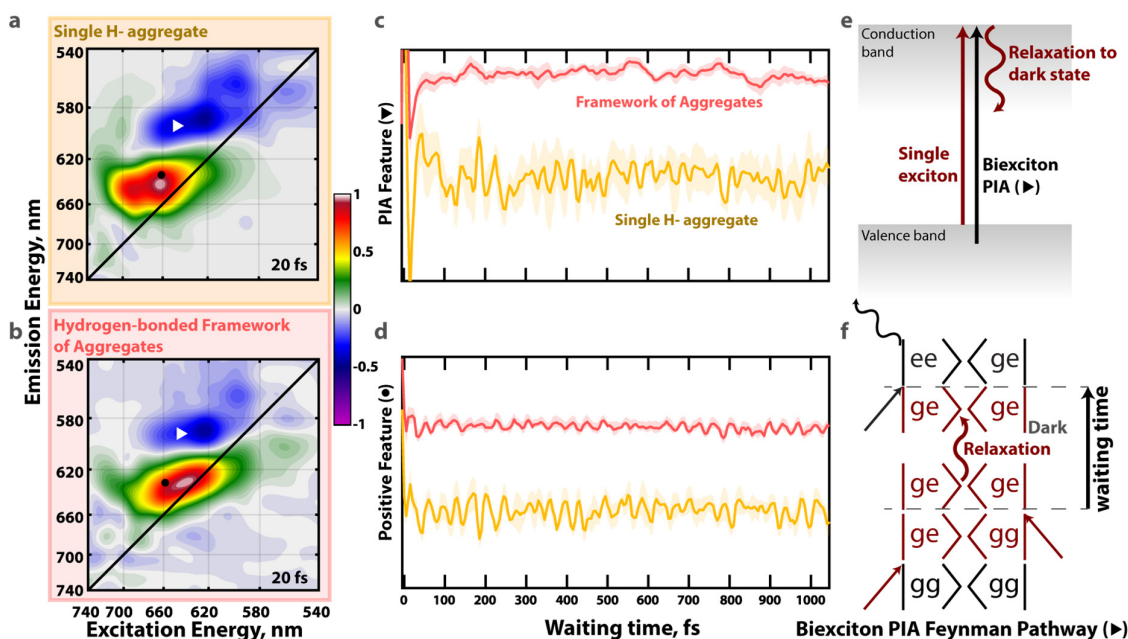 a
Single H- aggregate
540
580
620
660
700
740
20 fs
b
Hydrogen-bonded Framework
of Aggregates
540
580
620
660
700
740
20 fs
740 700 660 620 580 540
Emission Energy, nm
Excitation Energy, nm
1
0.5
0
-0.5
-1
c
PIA Feature (▼)
Framework of Aggregates
Single H- aggregate
d
Positive Feature (●)
0 100 200 300 400 500 600 700 800 900 1000
Waiting time, fs
e
Conduction
band
Relaxation to
dark state
Single
exciton
Biexciton
PIA (►)
Valence band
f
ee ge
ge ge
Dark
Relaxation
ge ge
ge gg
gg gg
waiting time
Biexciton PIA Feynman Pathway (►)